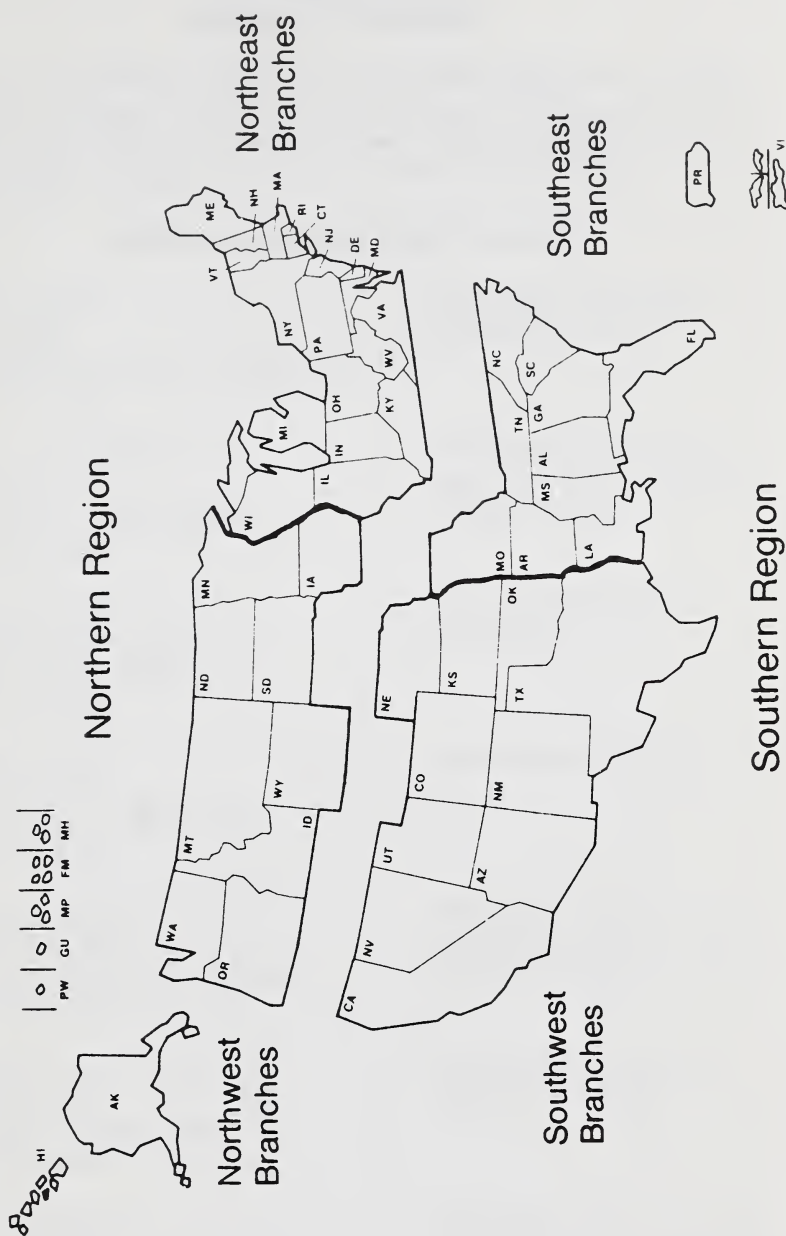 Northern Region
PW
GU
MP
FM
MH
HI
AK
Northwest
Branches
Northeast
Branches
WA
OR
MT
ID
WY
ND
SD
MN
IA
WI
IL
MI
IN
OH
KY
WV
VA
PA
NY
VT
ME
NH
MA
RI
CT
NJ
DE
MD
CA
NV
UT
AZ
CO
NM
NE
KS
OK
TX
MO
AR
LA
MS
AL
TN
GA
NC
SC
FL
Southwest
Branches
Southeast
Branches
PR
VI
Southern Region